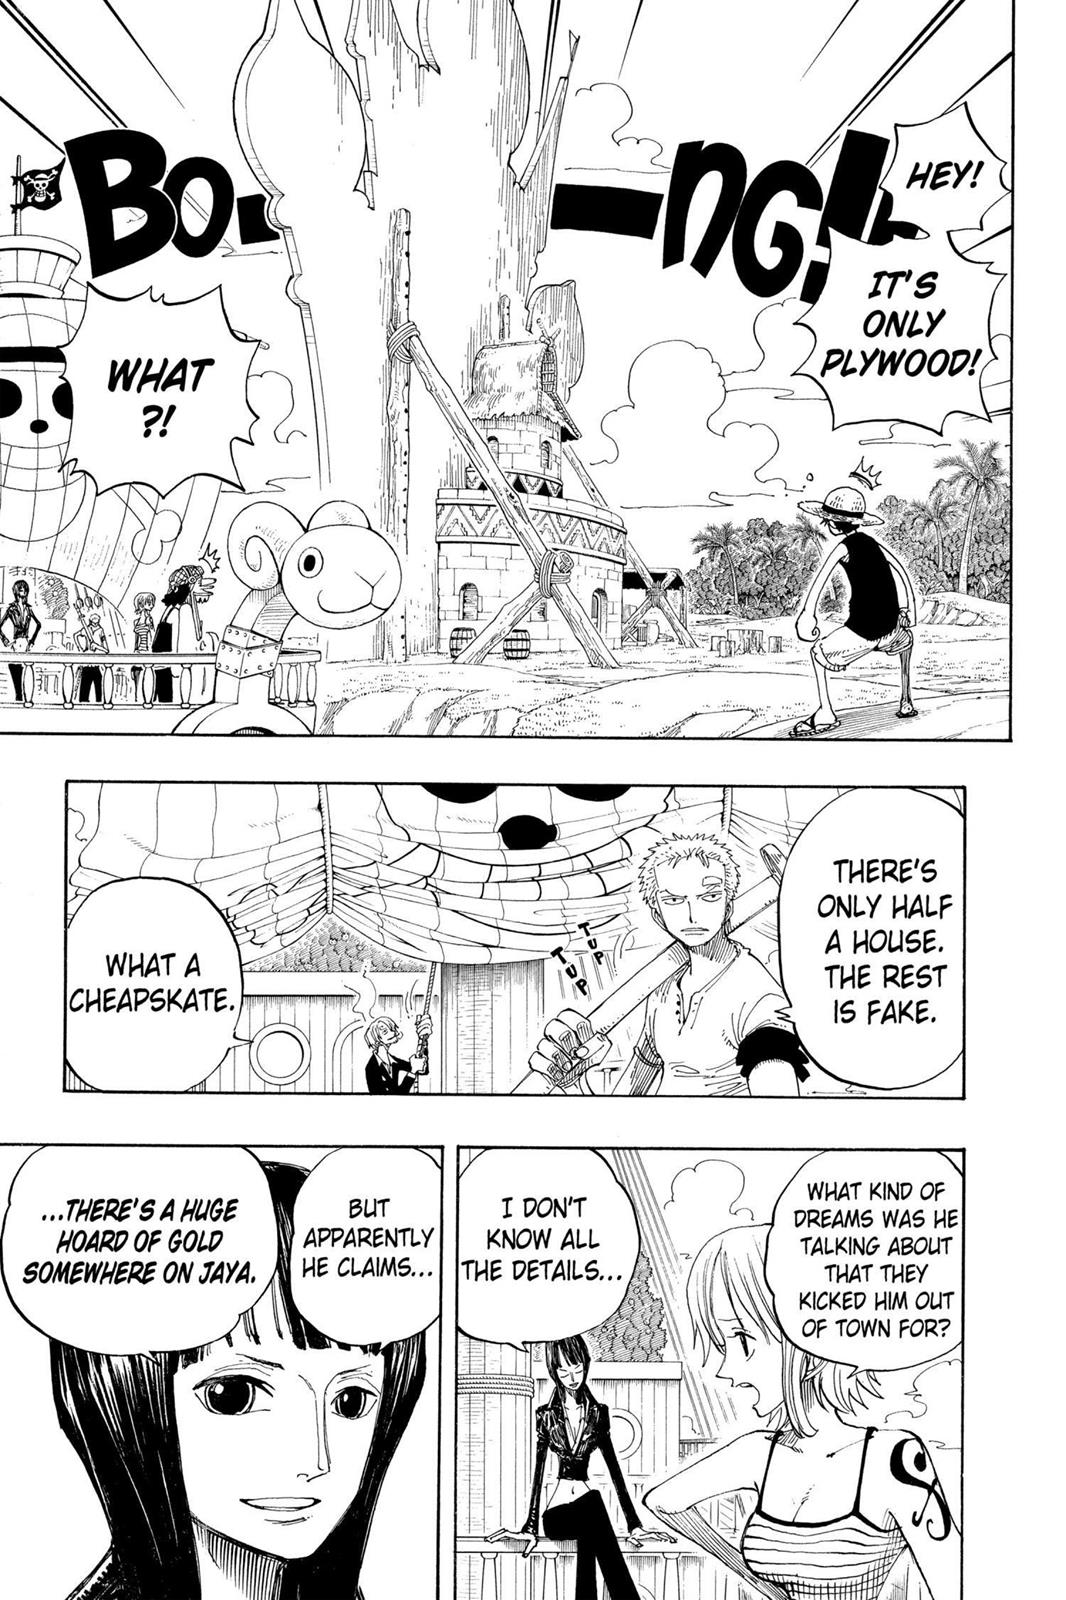 BO
NG!!
HEY!
IT'S
ONLY
PLYWOOD!
WHAT
?!
THERE'S
ONLY HALF
A HOUSE.
THE REST
IS FAKE.
TUP
TUP
WHAT A
CHEAPSKATE.
WHAT KIND OF
DREAMS WAS HE
TALKING ABOUT
THAT THEY
KICKED HIM OUT
OF TOWN FOR?
I DON'T
KNOW ALL
THE DETAILS...
BUT
APPARENTLY
HE CLAIMS...
...THERE'S A HUGE
HOARD OF GOLD
SOMEWHERE ON JAYA.